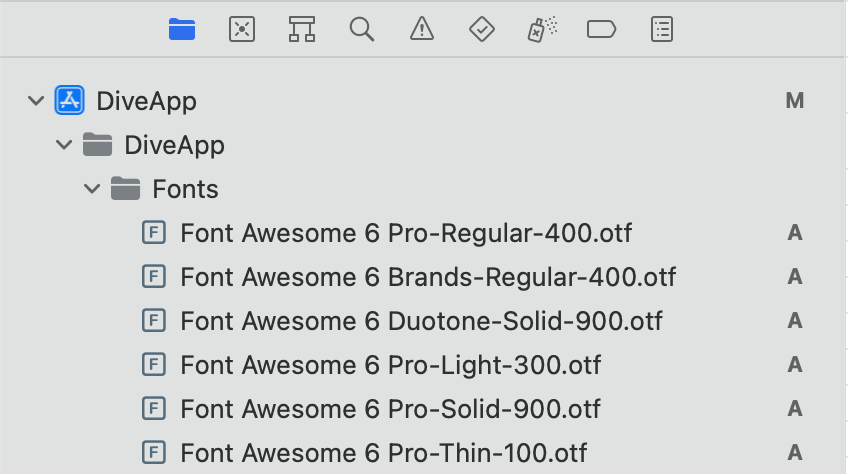 DiveApp M
DiveApp
Fonts
Font Awesome 6 Pro-Regular-400.otf A
Font Awesome 6 Brands-Regular-400.otf A
Font Awesome 6 Duotone-Solid-900.otf A
Font Awesome 6 Pro-Light-300.otf A
Font Awesome 6 Pro-Solid-900.otf A
Font Awesome 6 Pro-Thin-100.otf A